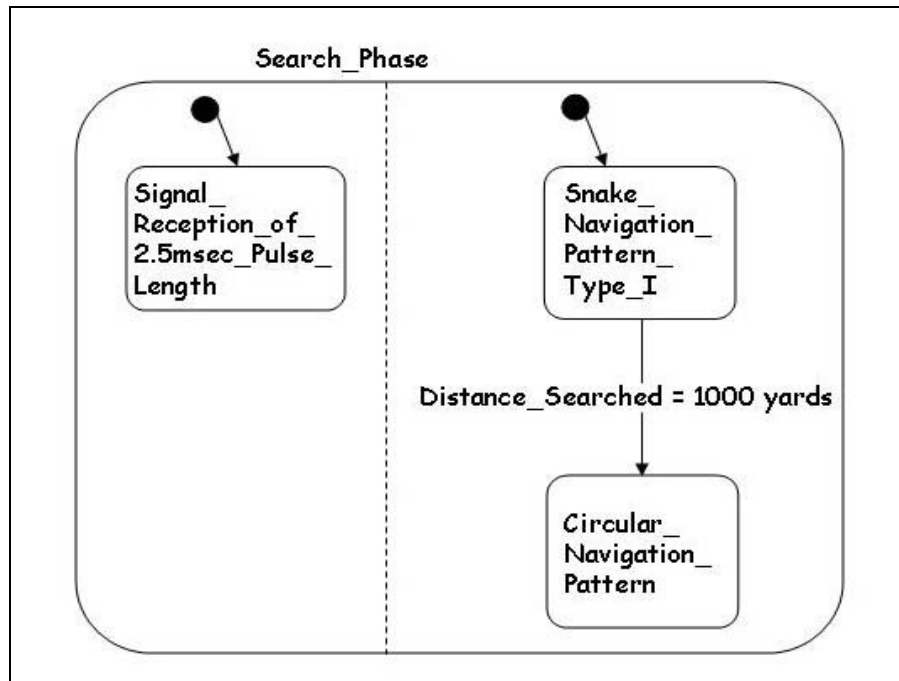 Search_Phase
Signal_
Reception_of_
2.5msec_Pulse_
Length
Snake_
Navigation_
Pattern_
Type_I
Distance_Searched = 1000 yards
Circular_
Navigation_
Pattern